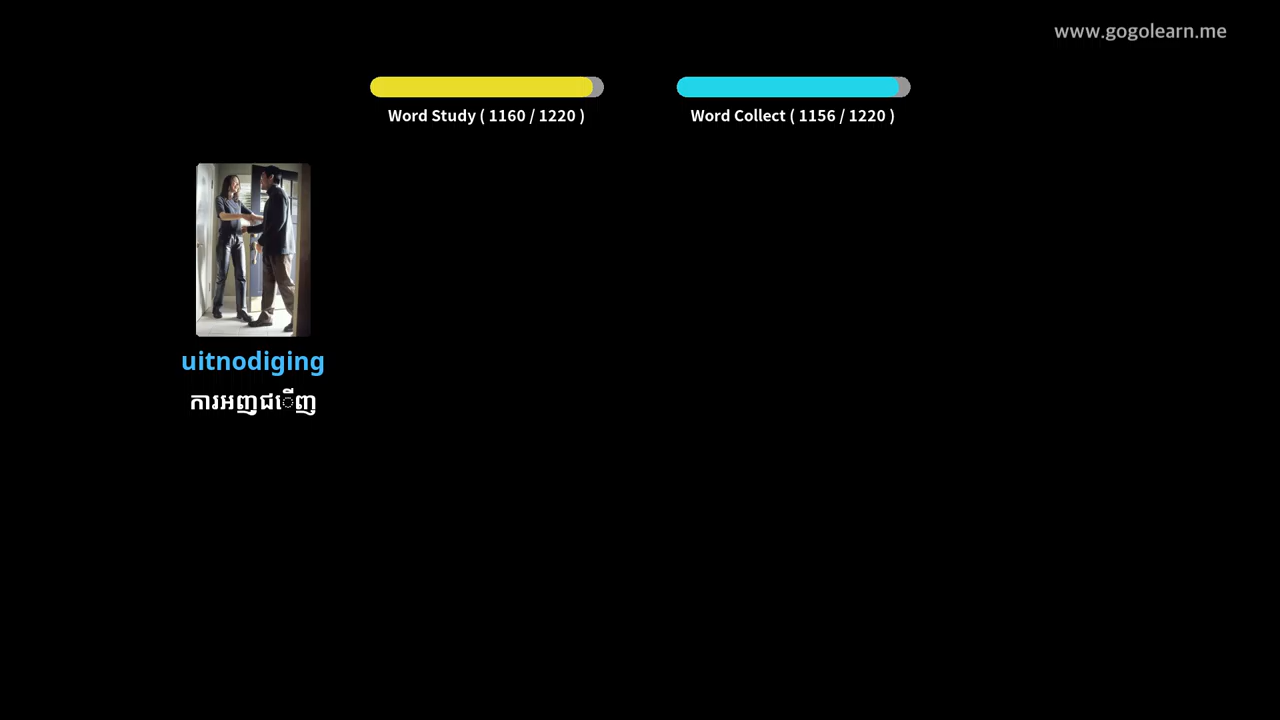 www.gogolearn.me
Word Study ( 1160 / 1220 )
Word Collect ( 1156 / 1220 )
uitnodiging
ការអញ្ជើញ